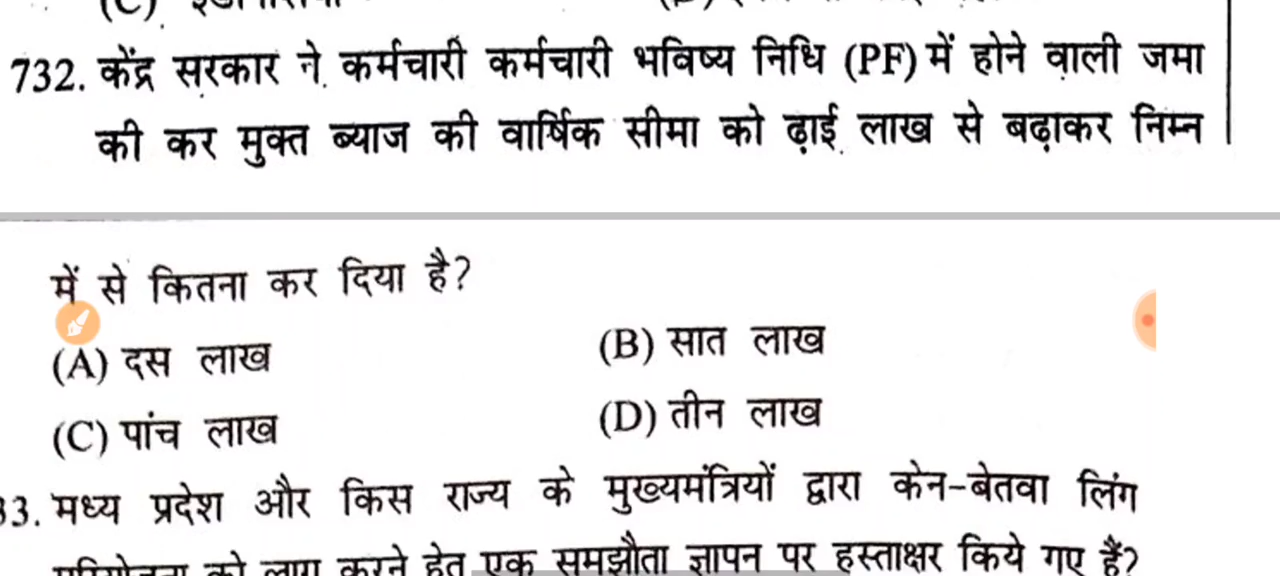 732. केंद्र सरकार ने कर्मचारी कर्मचारी भविष्य निधि (PF) में होने वाली जमा
की कर मुक्त ब्याज की वार्षिक सीमा को ढ़ाई लाख से बढ़ाकर निम्न
में से कितना कर दिया है?
(A) दस लाख (B) सात लाख
(C) पांच लाख (D) तीन लाख
33. मध्य प्रदेश और किस राज्य के मुख्यमंत्रियों द्वारा केन-बेतवा लिंग
को लागू करने हेतु एक समझौता ज्ञापन पर हस्ताक्षर किये गए हैं?